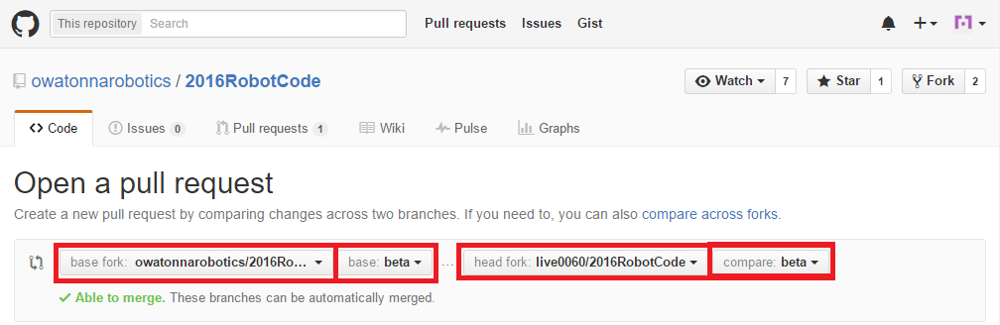 This repository Search Pull requests Issues Gist
owatonnarobotics / 2016RobotCode Watch 7 Star 1 Fork 2
Code Issues 0 Pull requests 1 Wiki Pulse Graphs
Open a pull request
Create a new pull request by comparing changes across two branches. If you need to, you can also compare across forks.
base fork: owatonnarobotics/2016Ro... base: beta ... head fork: live0060/2016RobotCode compare: beta
Able to merge. These branches can be automatically merged.